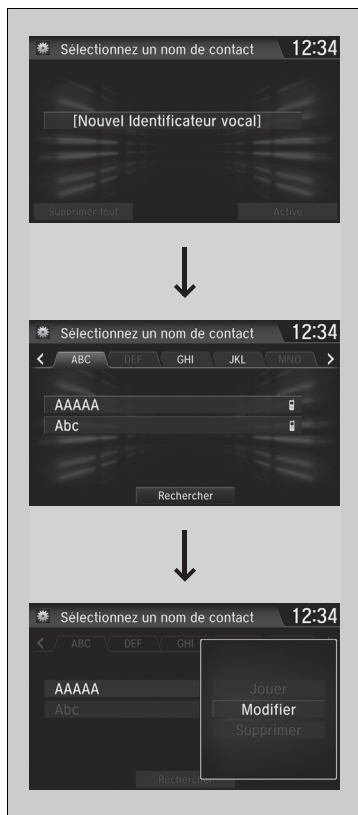 Sélectionnez un nom de contact 12:34
[Nouvel Identificateur vocal]
Supprimer tout Activé
Sélectionnez un nom de contact 12:34
ABC DEF GHI JKL MNO
AAAAA
Abc
Rechercher
Sélectionnez un nom de contact 12:34
ABC DEF GHI
Jouer
AAAAA Modifier
Abc Supprimer
Rechercher